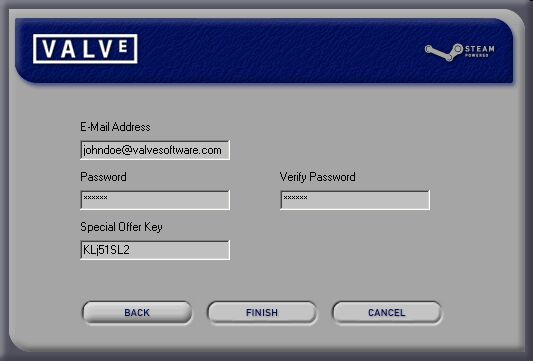 VALVE
STEAM
POWERED
E-Mail Address
johndoe@valvesoftware.com
Password Verify Password
****** ******
Special Offer Key
KLj51SL2
BACK FINISH CANCEL